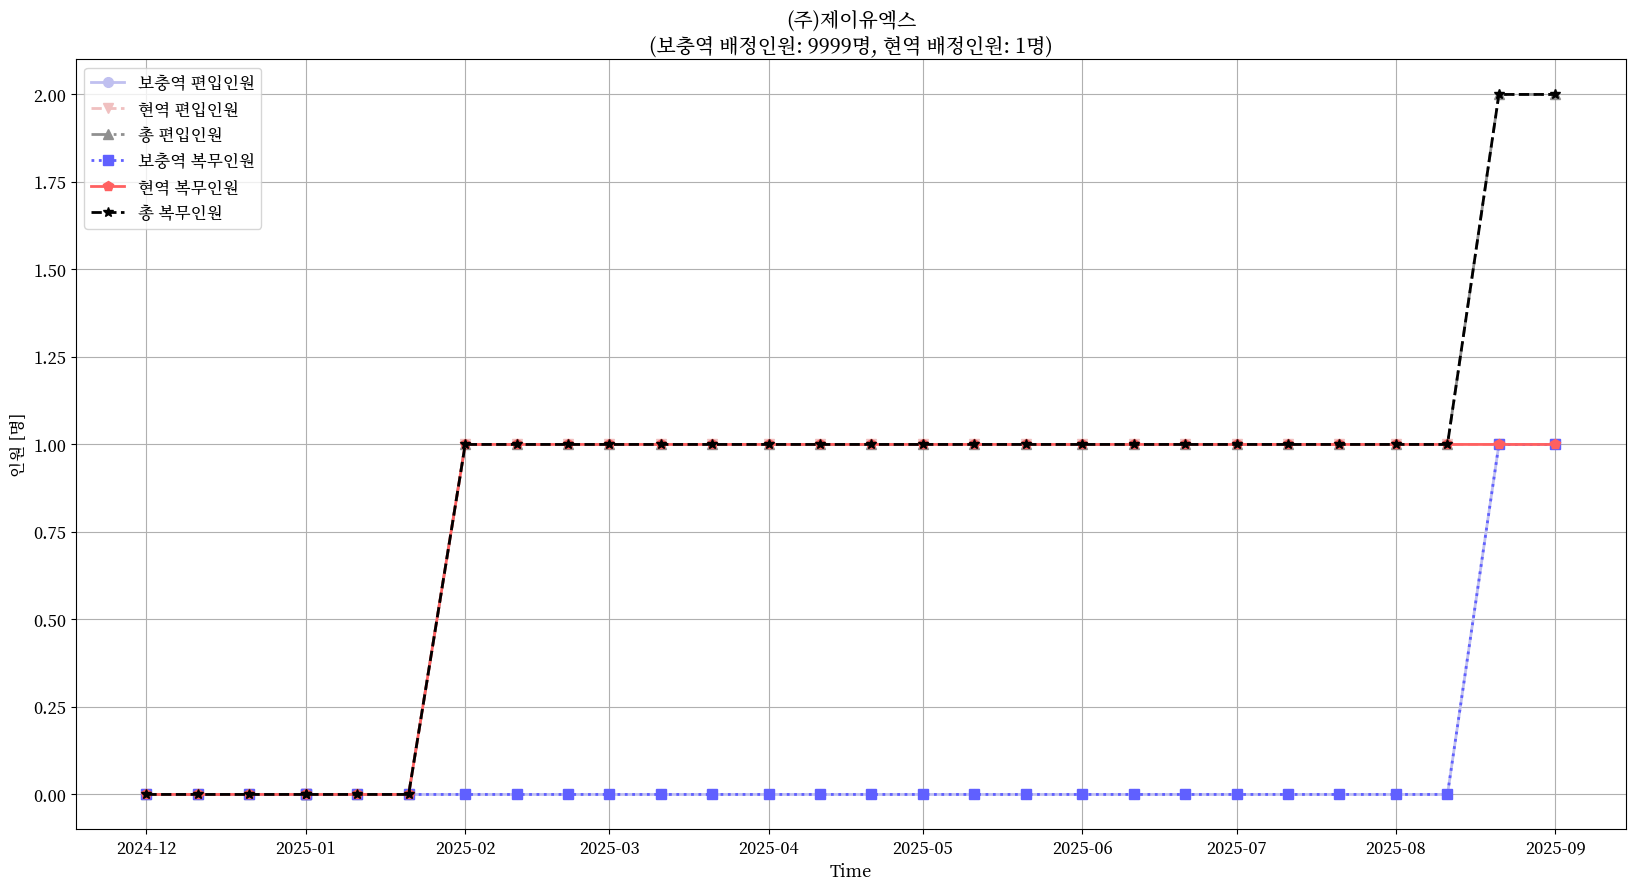 (주)제이유엑스
(보충역 배정인원: 9999명, 현역 배정인원: 1명)
보충역 편입인원
현역 편입인원
총 편입인원
보충역 복무인원
현역 복무인원
총 복무인원
2.00
1.75
1.50
1.25
1.00
0.75
0.50
0.25
0.00
인원 [명]
2024-12 2025-01 2025-02 2025-03 2025-04 2025-05 2025-06 2025-07 2025-08 2025-09
Time